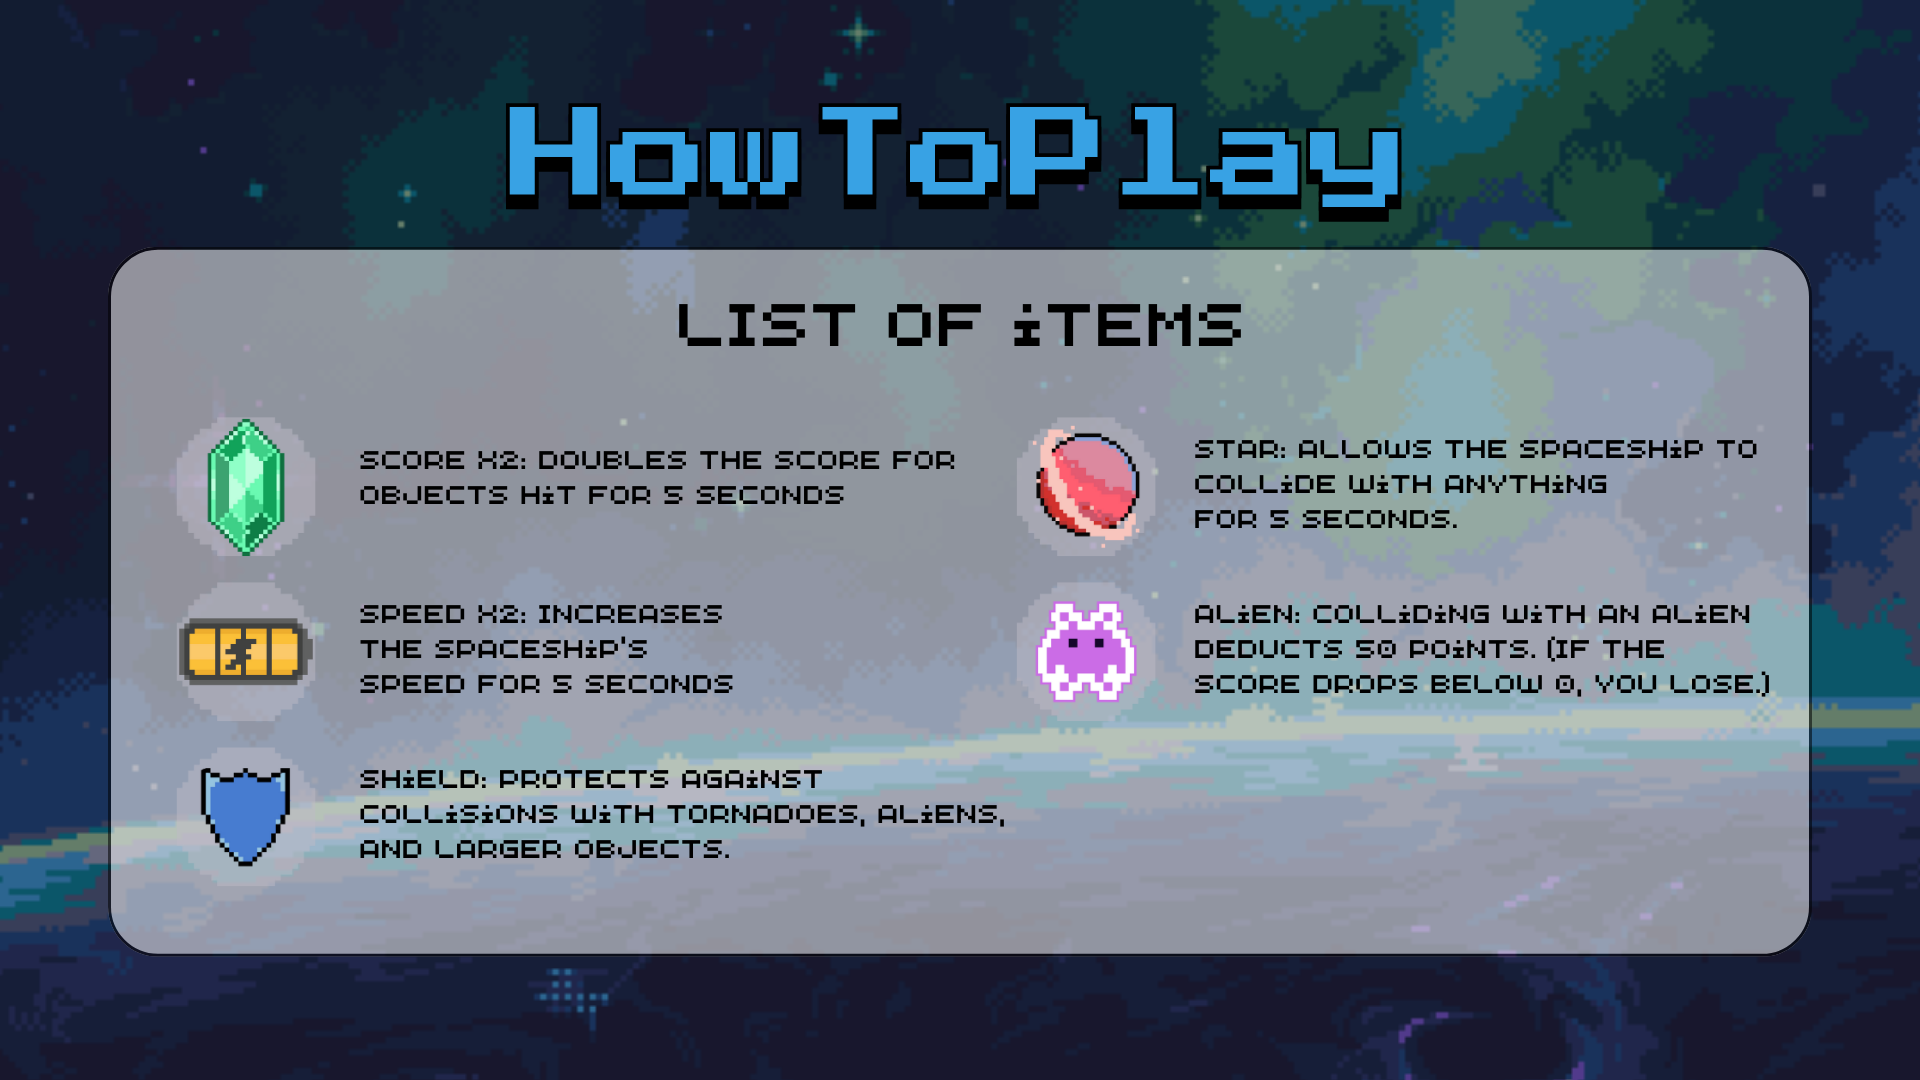 HowToPlay
LIST OF iTEMS
SCORE X2: DOUBLES THE SCORE FOR
OBJECTS HiT FOR 5 SECONDS
SPEED X2: INCREASES
THE SPACESHiP'S
SPEED FOR 5 SECONDS
SHiELD: PROTECTS AGAiNST
COLLiSiONS WiTH TORNADOES, ALiENS,
AND LARGER OBJECTS.
STAR: ALLOWS THE SPACESHiP TO
COLLiDE WiTH ANYTHiNG
FOR 5 SECONDS.
ALiEN: COLLiDiNG WiTH AN ALiEN
DEDUCTS 50 POiNTS. (IF THE
SCORE DROPS BELOW 0, YOU LOSE.)